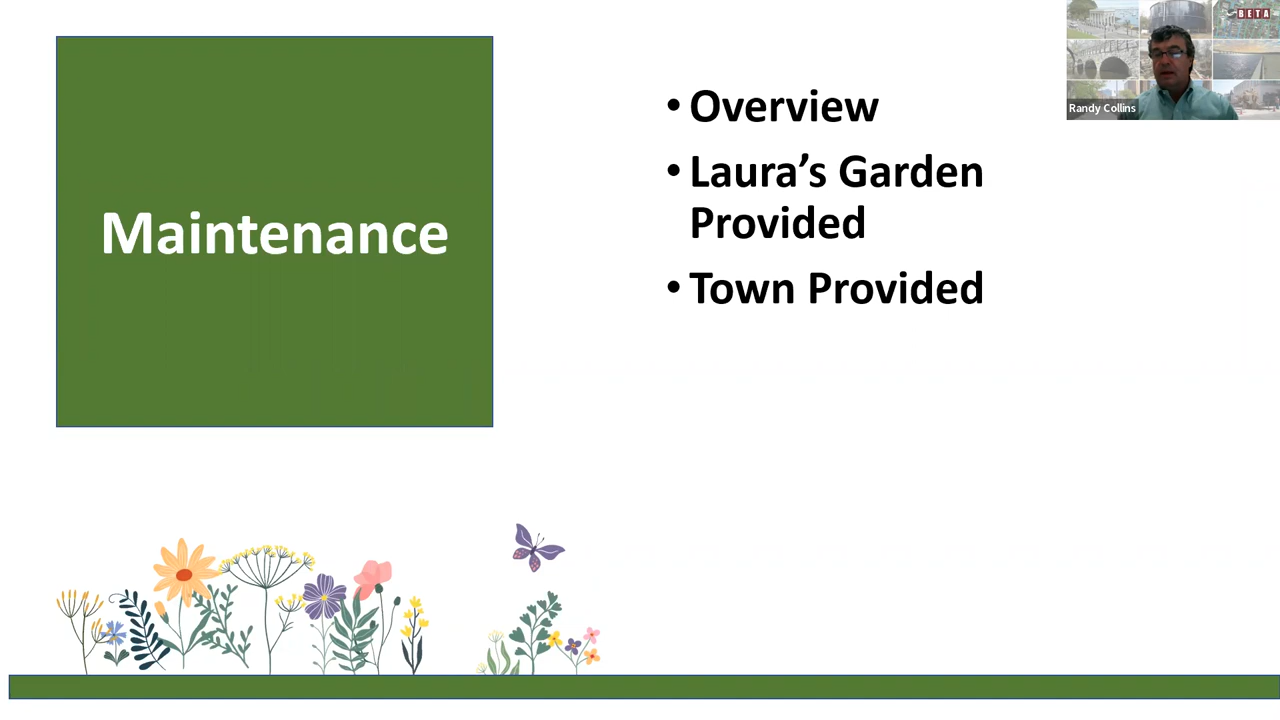 BETA
Randy Collins
Maintenance
• Overview
• Laura’s Garden
Provided
• Town Provided